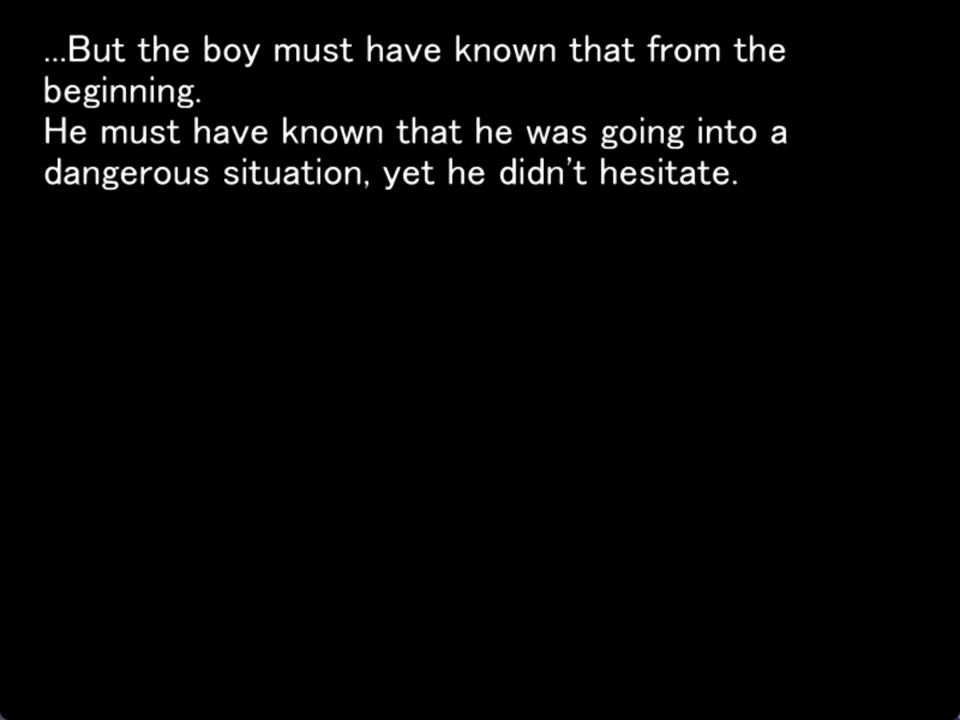 ...But the boy must have known that from the
beginning.
He must have known that he was going into a
dangerous situation, yet he didn't hesitate.